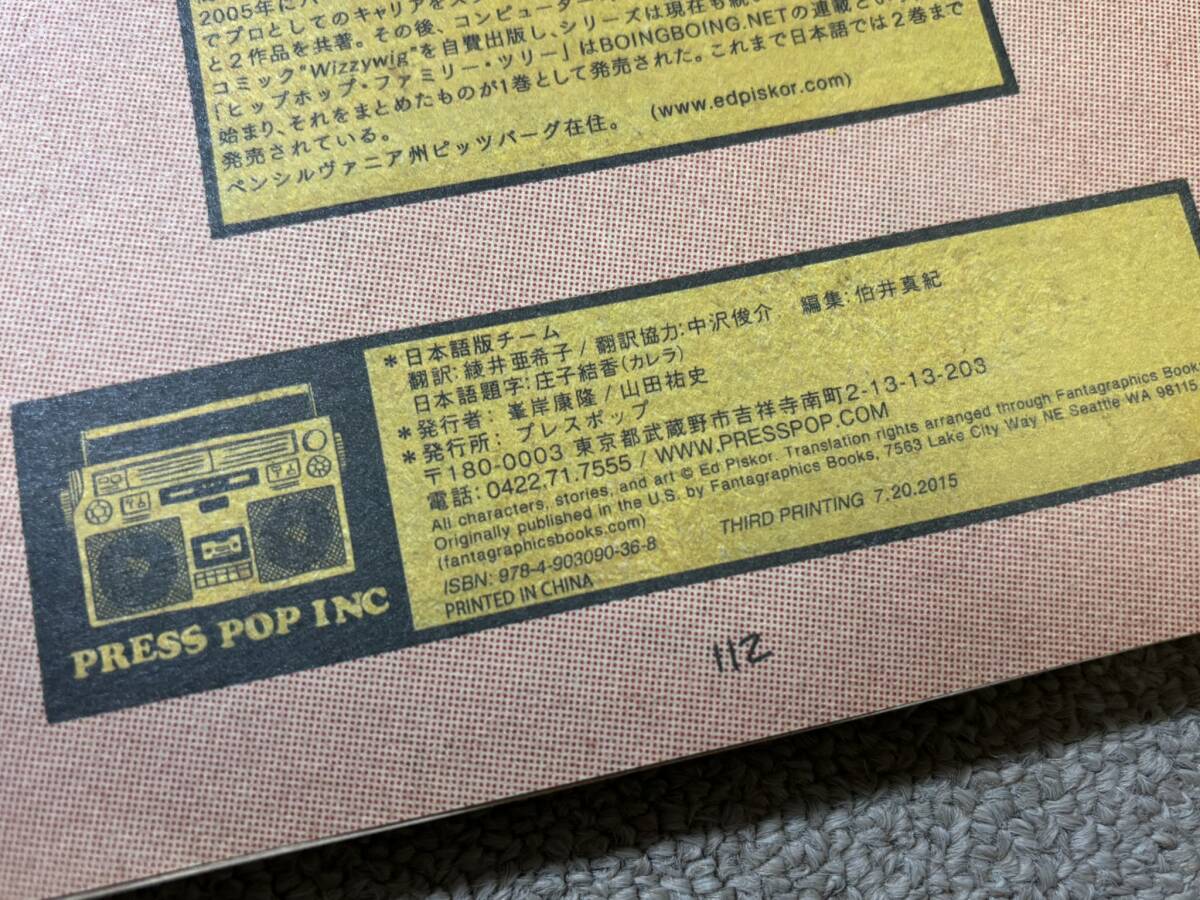 2005年に
でプロとしてのキャリアをス
と2作品を共著。その後、コンピューター
コミック"Wizzywig"を自費出版し、シリーズは現在も続い
「ヒップホップ・ファミリー・ツリー」はBOINGBOING.NETの連載とし
始まり、それをまとめたものが1巻として発売された。これまで日本語では2巻まで
発売されている。
ペンシルヴァニア州ピッツバーグ在住。 (www.edpiskor.com)
*日本語版チーム
翻訳:綾井亜希子/翻訳協力:中沢俊介 編集:伯井真紀
日本語題字:庄子結香(カレラ)
*発行者:峯岸康隆/山田祐史
*発行所:プレスポップ
〒180-0003 東京都武蔵野市吉祥寺南町2-13-13-203
電話:0422.71.7555 / WWW.PRESSPOP.COM
All characters, stories, and art © Ed Piskor. Translation rights arranged through Fantagraphics Books
Originally published in the U.S. by Fantagraphics Books, 7563 Lake City Way NE Seattle WA 98115
(fantagraphicsbooks.com)
THIRD PRINTING 7.20.2015
ISBN: 978-4-903090-36-8
PRINTED IN CHINA
PRESS POP INC
112